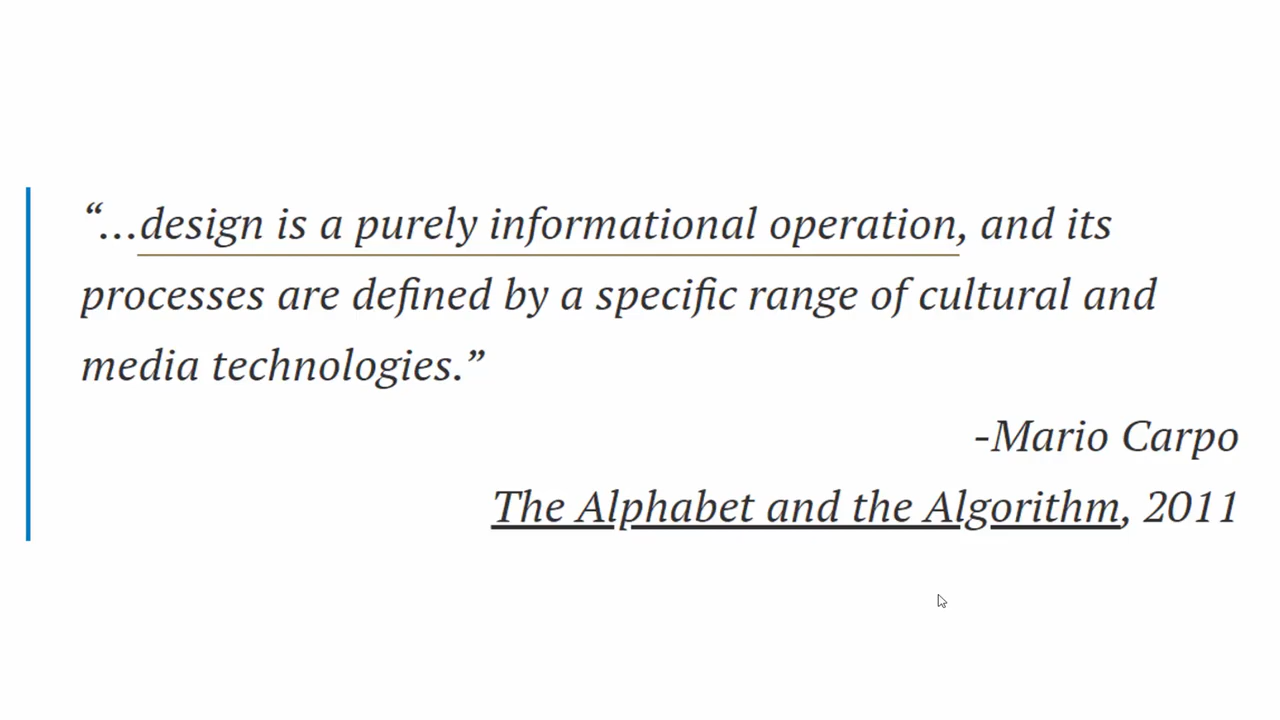 “…design is a purely informational operation, and its
processes are defined by a specific range of cultural and
media technologies.”
-Mario Carpo
The Alphabet and the Algorithm, 2011